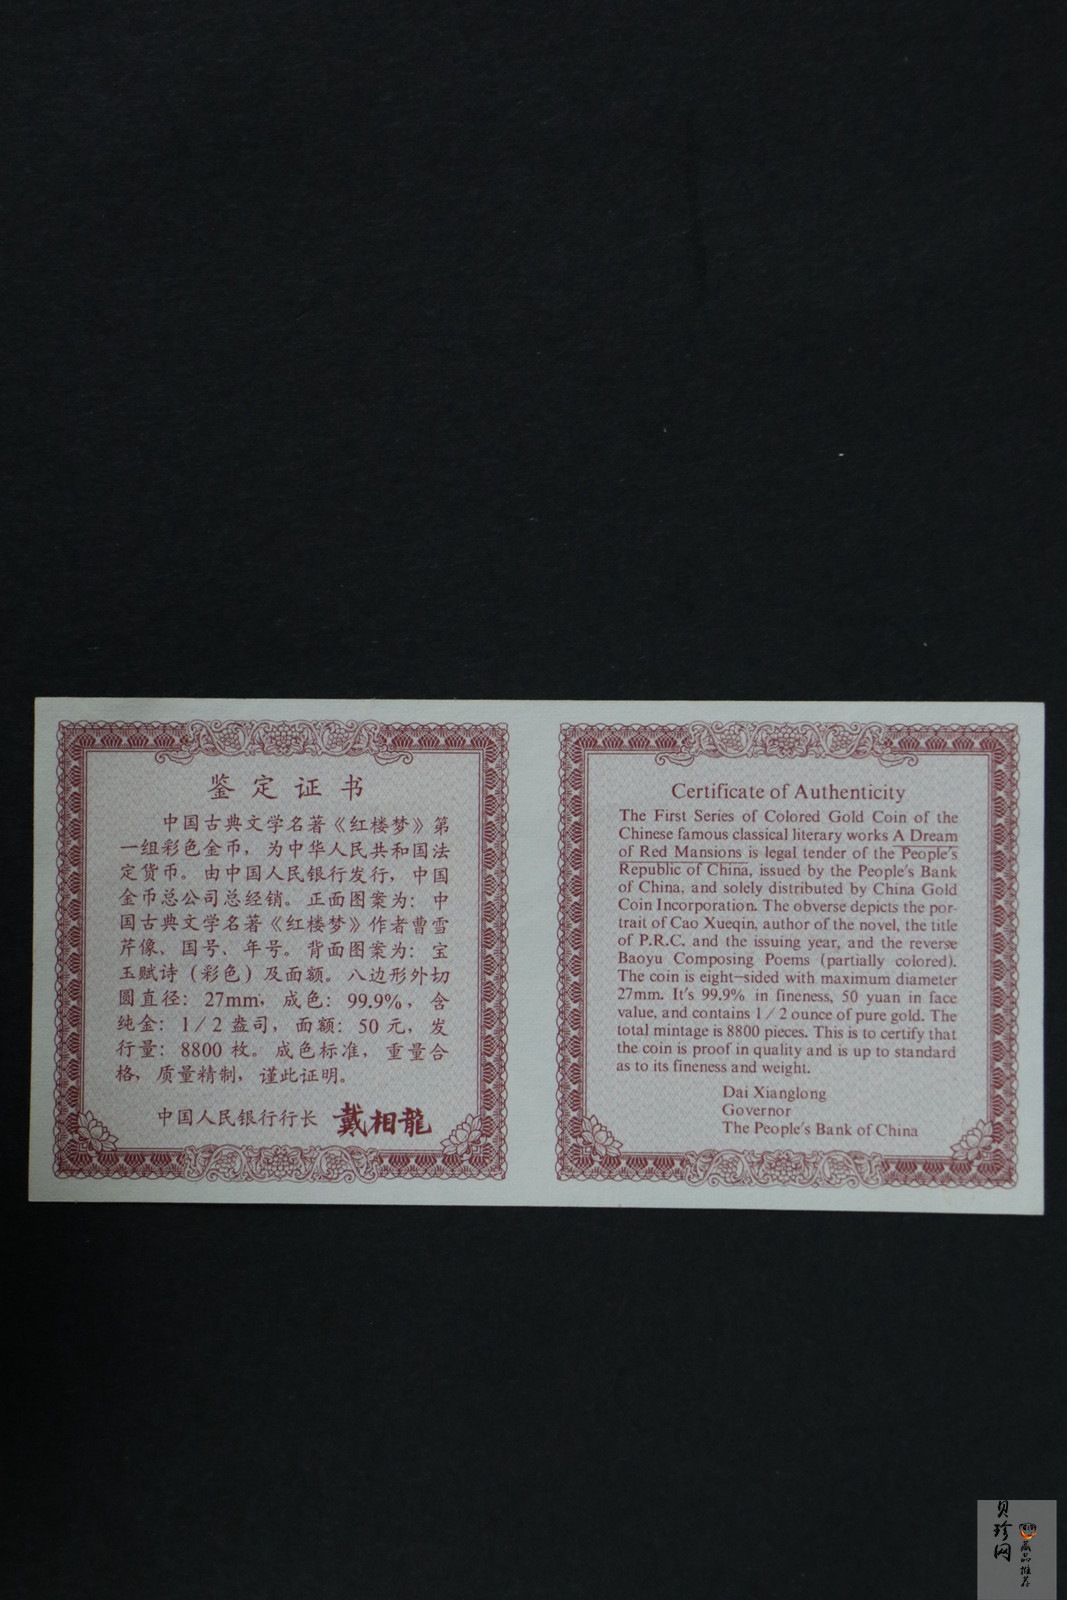 鉴定证书
中国古典文学名著《红楼梦》第
一组彩色金币，为中华人民共和国法
定货币。由中国人民银行发行，中国
金币总公司总经销。正面图案为：中
国古典文学名著《红楼梦》作者曹雪
芹像、国号、年号。背面图案为：宝
玉赋诗（彩色）及面额。八边形外切
圆直径：27mm，成色：99.9%，含
纯金：1／2盎司，面额：50元，发
行量：8800枚。成色标准，重量合
格，质量精制，谨此证明。
中国人民银行行长 戴相龍
Certificate of Authenticity
The First Series of Colored Gold Coin of the
Chinese famous classical literary works A Dream
of Red Mansions is legal tender of the People's
Republic of China, issued by the People's Bank
of China, and solely distributed by China Gold
Coin Incorporation. The obverse depicts the por-
trait of Cao Xueqin, author of the novel, the title
of P.R.C. and the issuing year, and the reverse
Baoyu Composing Poems (partially colored).
The coin is eight-sided with maximum diameter
27mm. It's 99.9% in fineness, 50 yuan in face
value, and contains 1／2 ounce of pure gold. The
total mintage is 8800 pieces. This is to certify that
the coin is proof in quality and is up to standard
as to its fineness and weight.
Dai Xianglong
Governor
The People's Bank of China
贝珍网
藏品推荐